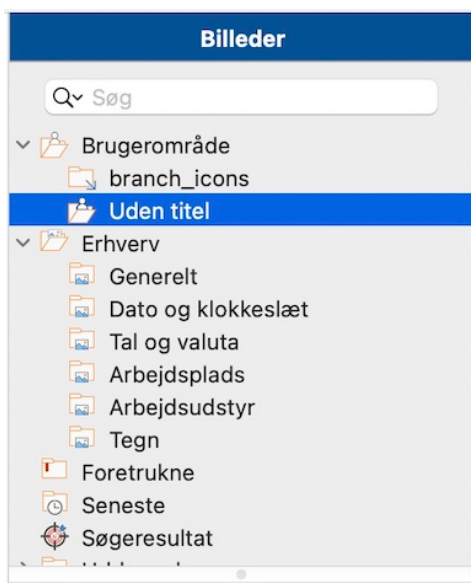 Billeder
Søg
Brugerområde
branch_icons
Uden titel
Erhverv
Generelt
Dato og klokkeslæt
Tal og valuta
Arbejdsplads
Arbejdsudstyr
Tegn
Foretrukne
Seneste
Søgeresultat